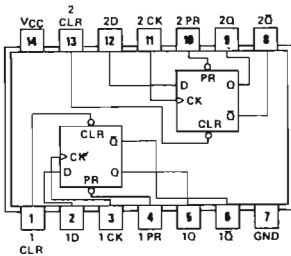 2
VCC CLR 2D 2 CK 2 PR 2Q 2Q̅
14 13 12 11 10 9 8
PR
D Q
CK Q̅
CLR
CLR
CK Q̅
D Q
PR
1 2 3 4 5 6 7
1 1D 1 CK 1 PR 1Q 1Q̅ GND
CLR